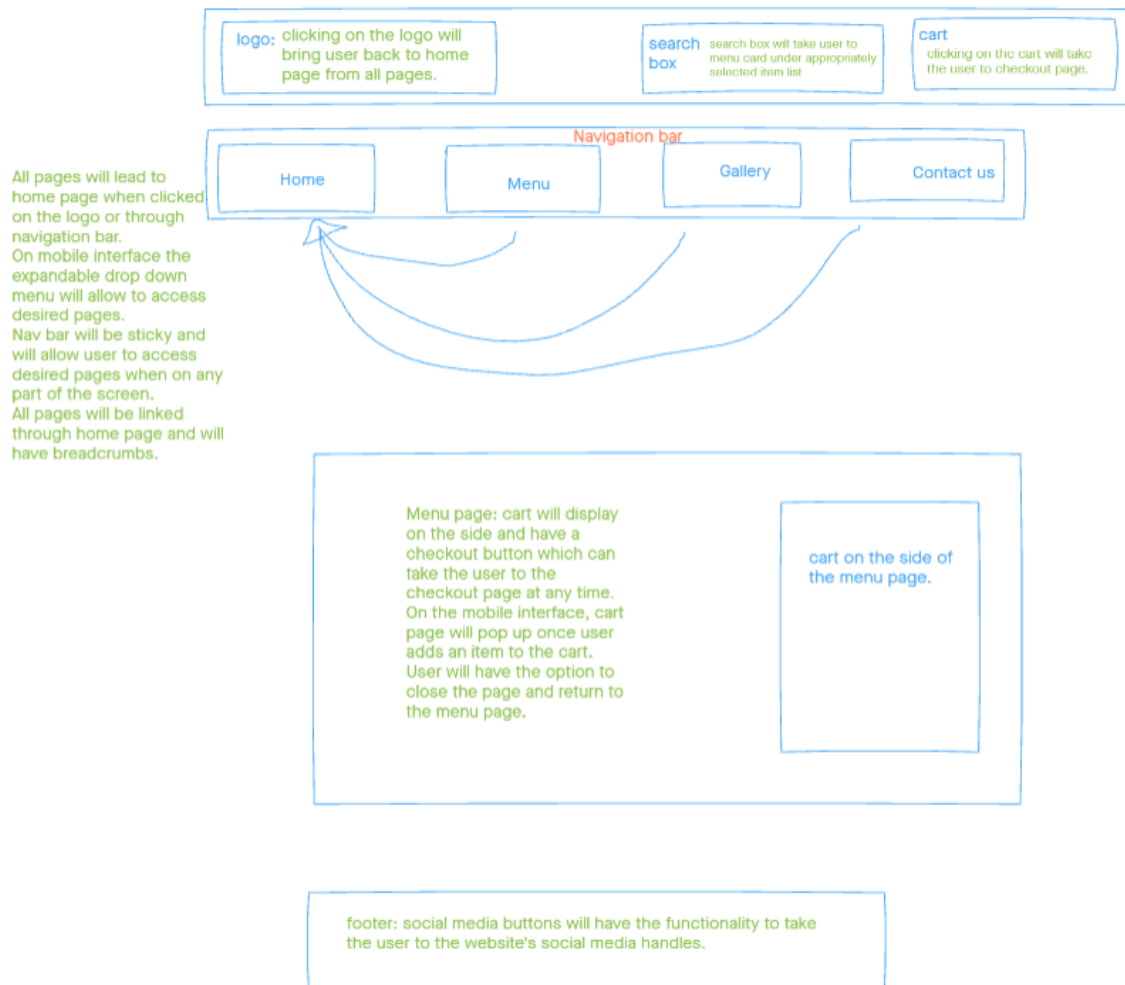 logo: clicking on the logo will
bring user back to home
page from all pages.
search box
search box will take user to
menu card under appropriately
selected item list
cart
clicking on the cart will take
the user to checkout page.
Navigation bar
Home
Menu
Gallery
Contact us
All pages will lead to
home page when clicked
on the logo or through
navigation bar.
On mobile interface the
expandable drop down
menu will allow to access
desired pages.
Nav bar will be sticky and
will allow user to access
desired pages when on any
part of the screen.
All pages will be linked
through home page and will
have breadcrumbs.
Menu page: cart will display
on the side and have a
checkout button which can
take the user to the
checkout page at any time.
On the mobile interface, cart
page will pop up once user
adds an item to the cart.
User will have the option to
close the page and return to
the menu page.
cart on the side of
the menu page.
footer: social media buttons will have the functionality to take
the user to the website's social media handles.